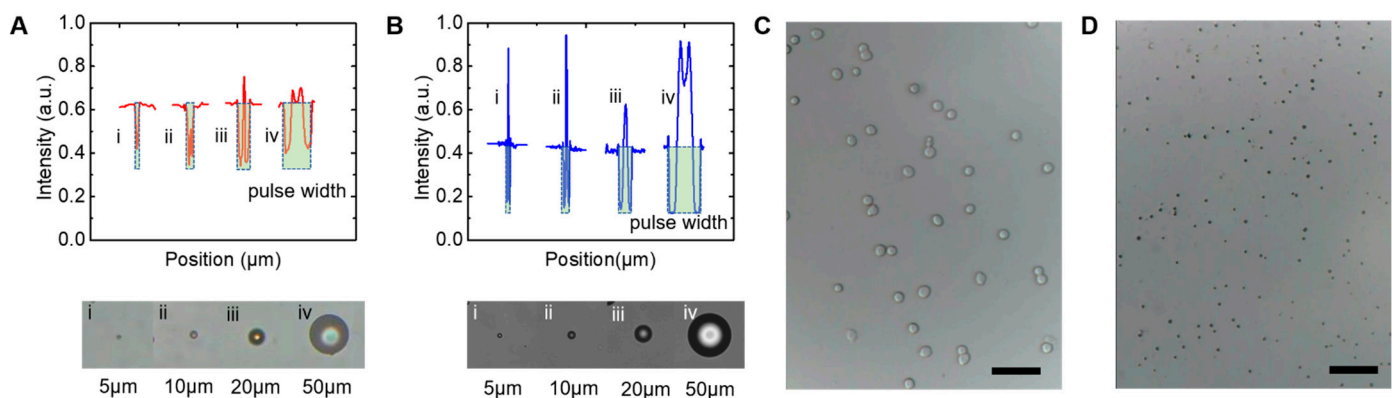 A
Intensity (a.u.)
1.0
0.8
0.6
0.4
0.2
0.0
i
ii
iii
iv
pulse width
Position (μm)
i
ii
iii
iv
5μm
10μm
20μm
50μm
B
Intensity (a.u.)
1.0
0.8
0.6
0.4
0.2
0.0
i
ii
iii
iv
pulse width
Position(μm)
i
ii
iii
iv
5μm
10μm
20μm
50μm
C
D